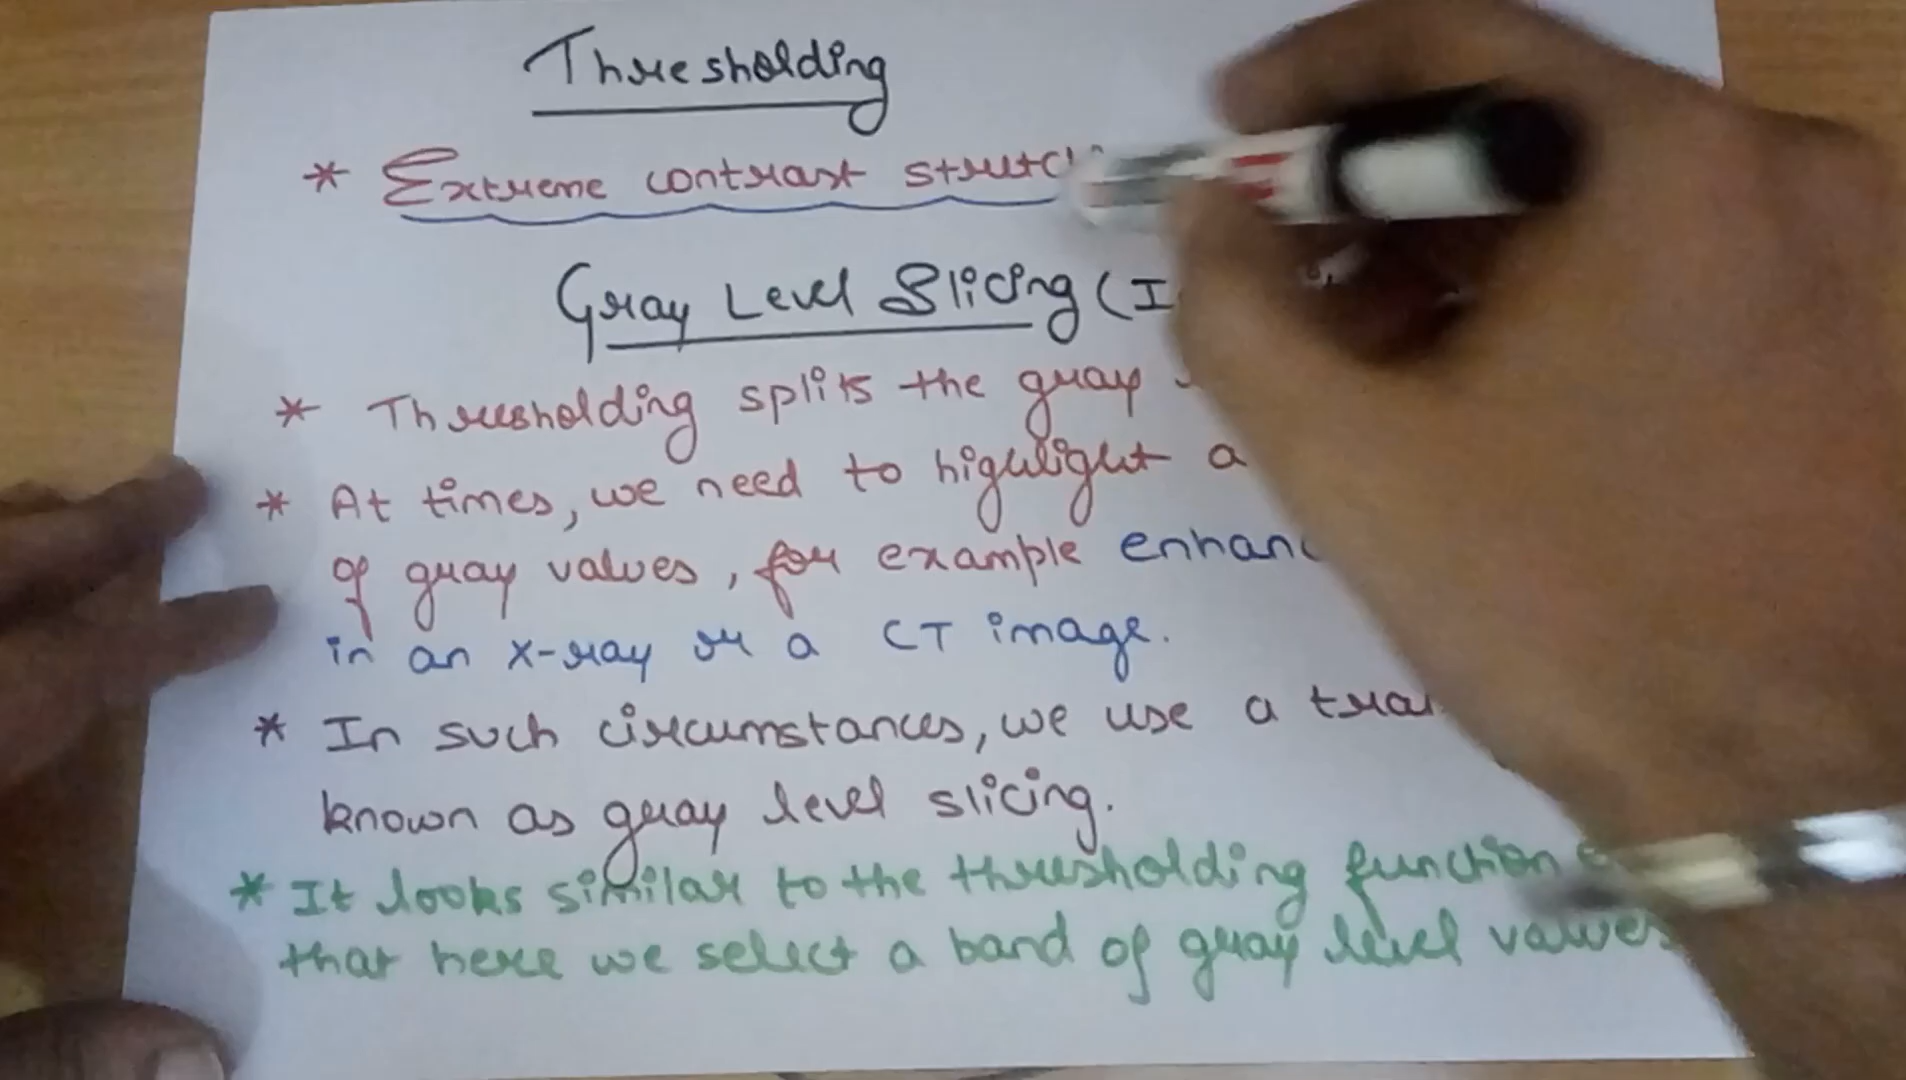 Thresholding
* Extreme contrast
Gray Level Slicing (I
* Thresholding splits the gray
* At times, we need to highlight a
of gray values, for example
in an x-ray or a CT image.
* In such circumstances, we use a
known as gray level slicing.
* It looks similar to the thresholding function
that here we select a band of gray level values